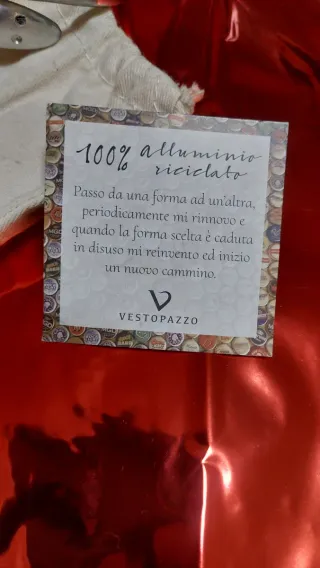 100% alluminio
riciclato
Passo da una forma ad un'altra,
periodicamente mi rinnovo e
quando la forma scelta è caduta
in disuso mi reinvento ed inizio
un nuovo cammino.
VESTOPAZZO